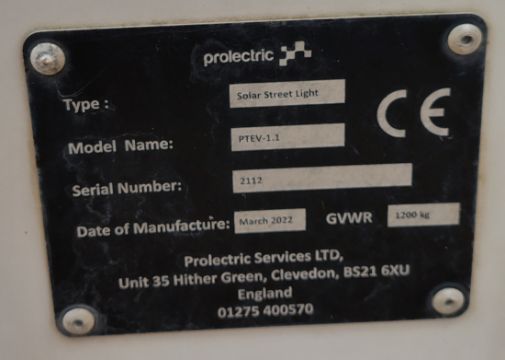 prolectric
Type : Solar Street Light
CE
Model Name: PTEV-1.1
Serial Number: 2112
Date of Manufacture: March 2022 GVWR 1200 kg
Prolectric Services LTD,
Unit 35 Hither Green, Clevedon, BS21 6XU
England
01275 400570